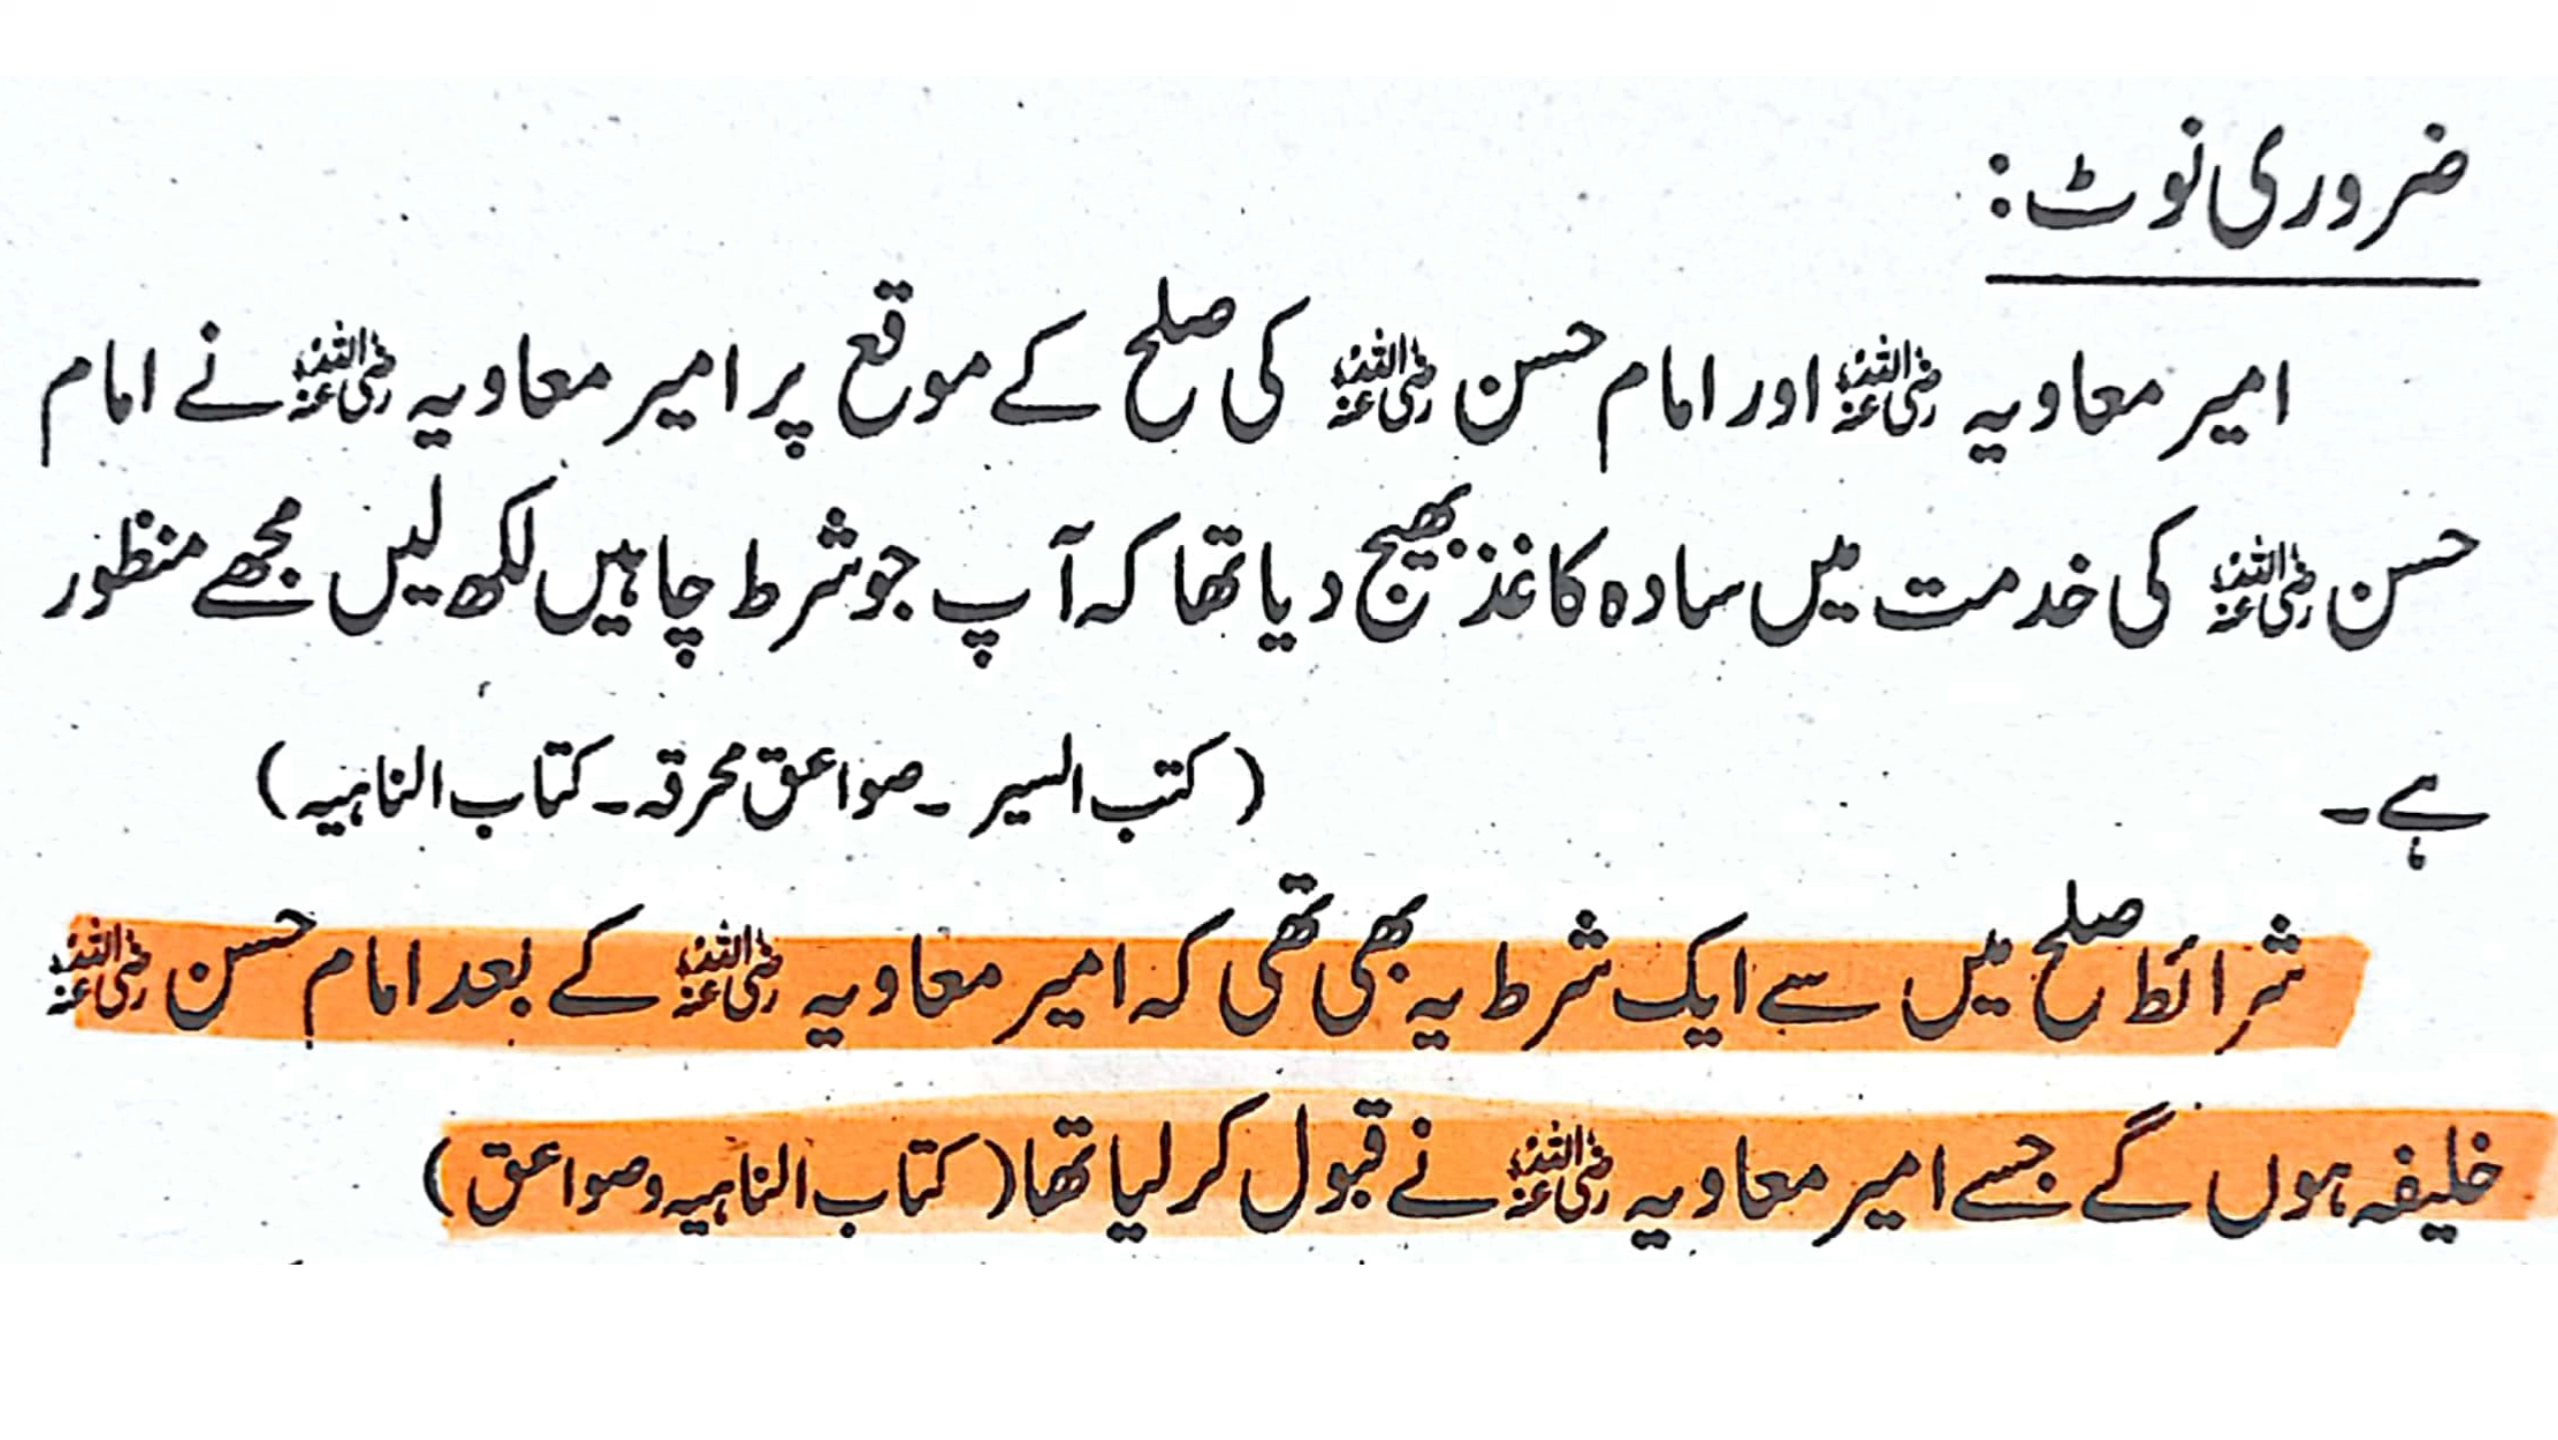 ضروری نوٹ:
امیر معاویہ رضی اللہ عنہ اور امام حسن رضی اللہ عنہ کی صلح کے موقع پر امیر معاویہ رضی اللہ عنہ نے امام
حسن رضی اللہ عنہ کی خدمت میں سادہ کاغذ بھیج دیا تھا کہ آپ جو شرط چاہیں لکھ لیں مجھے منظور
ہے۔ (کتب السیر۔ صواعق محرقہ۔ کتاب الناہیہ)
شرائط صلح میں سے ایک شرط یہ بھی تھی کہ امیر معاویہ رضی اللہ عنہ کے بعد امام حسن رضی اللہ عنہ
خلیفہ ہوں گے جسے امیر معاویہ رضی اللہ عنہ نے قبول کر لیا تھا (کتاب الناہیہ و صواعق)